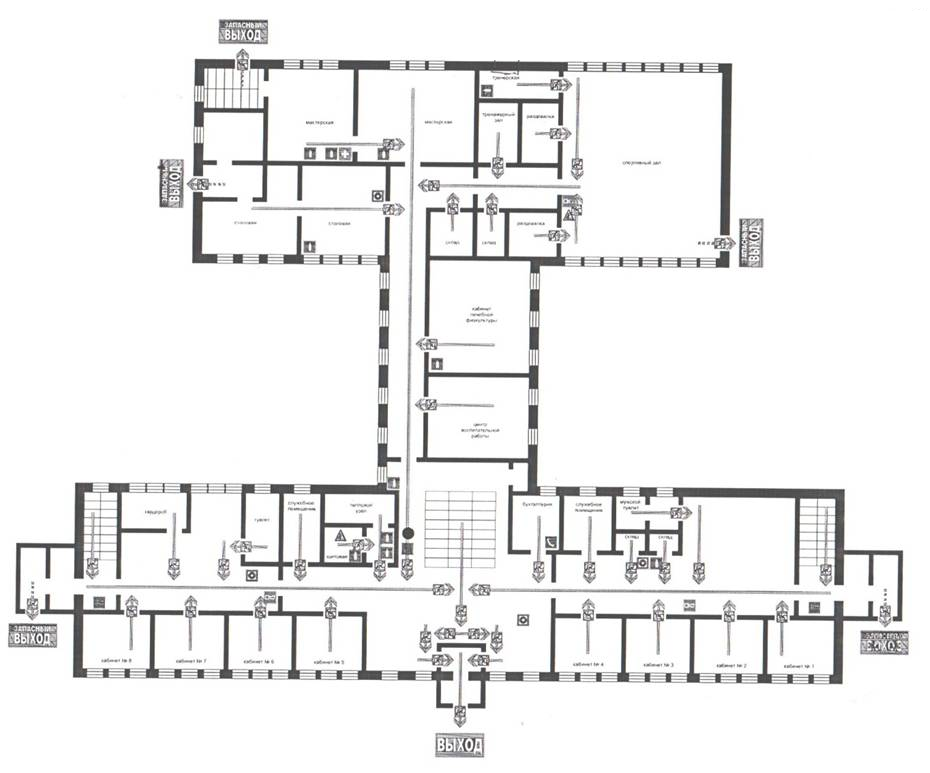 ЗАПАСНЫЙ
ВЫХОД
тренерская
мастерская
мастерская
тренажерный
зал
раздевалка
спортивный зал
ЗАПАСНЫЙ
ВЫХОД
столовая
столовая
склад
склад
раздевалка
ЗАПАСНЫЙ
ВЫХОД
кабинет
лечебной
физкультуры
центр
воспитательной
работы
гардероб
туалет
служебное
помещение
тепловой
узел
щитовая
бухгалтерия
служебное
помещение
мужской
туалет
склад
склад
ЗАПАСНЫЙ
ВЫХОД
кабинет № 8
кабинет № 7
кабинет № 6
кабинет № 5
кабинет № 4
кабинет № 3
кабинет № 2
кабинет № 1
ВЫХОД